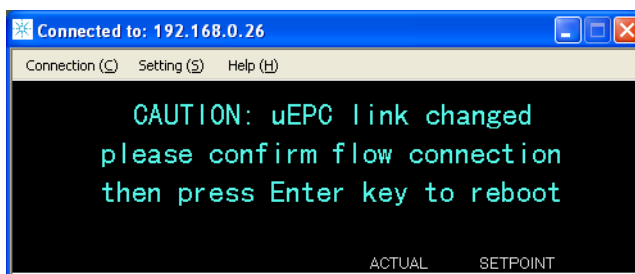 Connected to: 192.168.0.26
Connection (C) Setting (S) Help (H)
CAUTION: uEPC link changed
please confirm flow connection
then press Enter key to reboot
ACTUAL SETPOINT